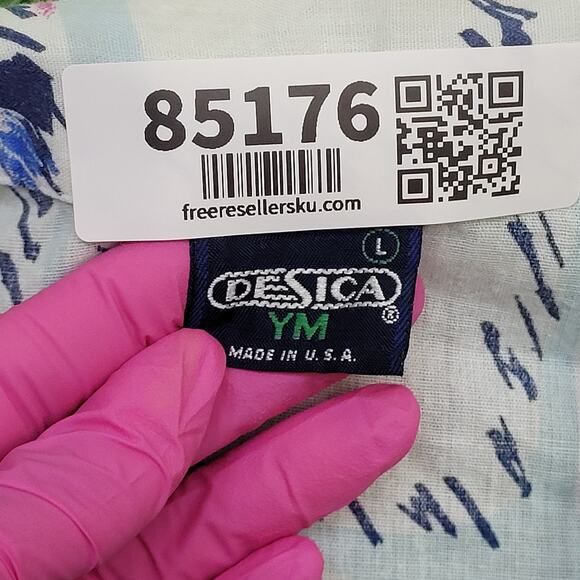 85176
freeresellersku.com
L
DESICA
®
YM
MADE IN U.S.A.